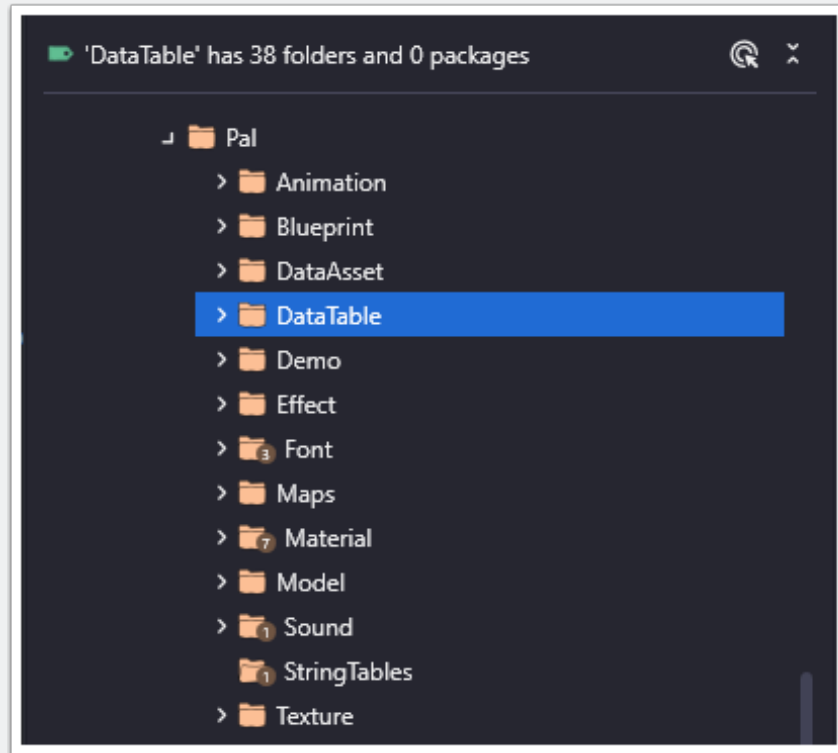 'DataTable' has 38 folders and 0 packages
Pal
Animation
Blueprint
DataAsset
DataTable
Demo
Effect
3 Font
Maps
7 Material
Model
1 Sound
1 StringTables
Texture